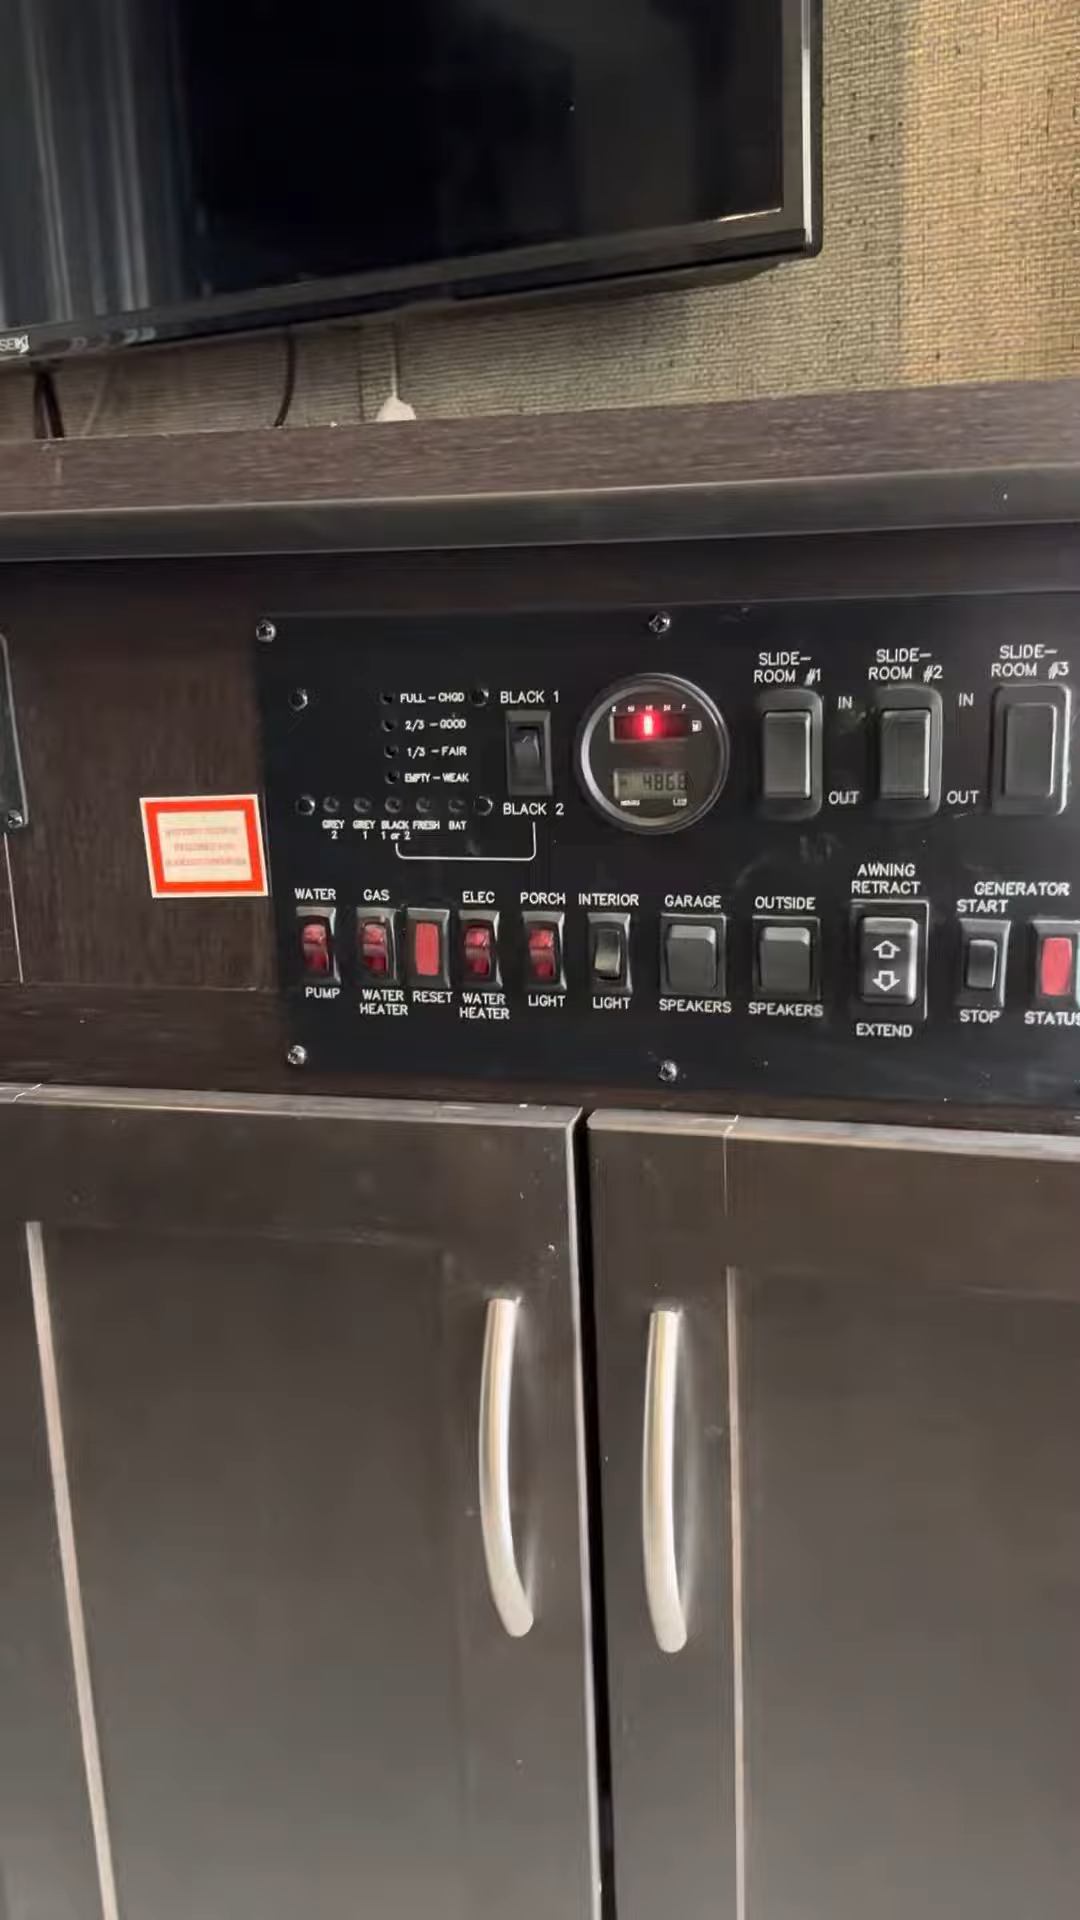 SEIKI
SLIDE-
ROOM #1
SLIDE-
ROOM #2
SLIDE-
ROOM #3
FULL - CHGD
BLACK 1
IN
IN
2/3 - GOOD
1/3 - FAIR
EMPTY - WEAK
OUT
OUT
BLACK 2
GREY
2
GREY
1
BLACK
1 or 2
FRESH
BAT
HOURS
WATER
PUMP
GAS
WATER
HEATER
RESET
ELEC
WATER
HEATER
PORCH
LIGHT
INTERIOR
LIGHT
GARAGE
SPEAKERS
OUTSIDE
SPEAKERS
AWNING
RETRACT
EXTEND
GENERATOR
START
STOP
STATUS